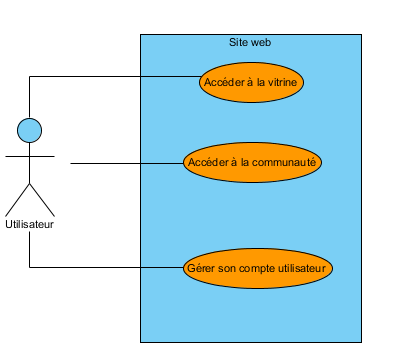 Site web
Accéder à la vitrine
Accéder à la communauté
Utilisateur
Gérer son compte utilisateur